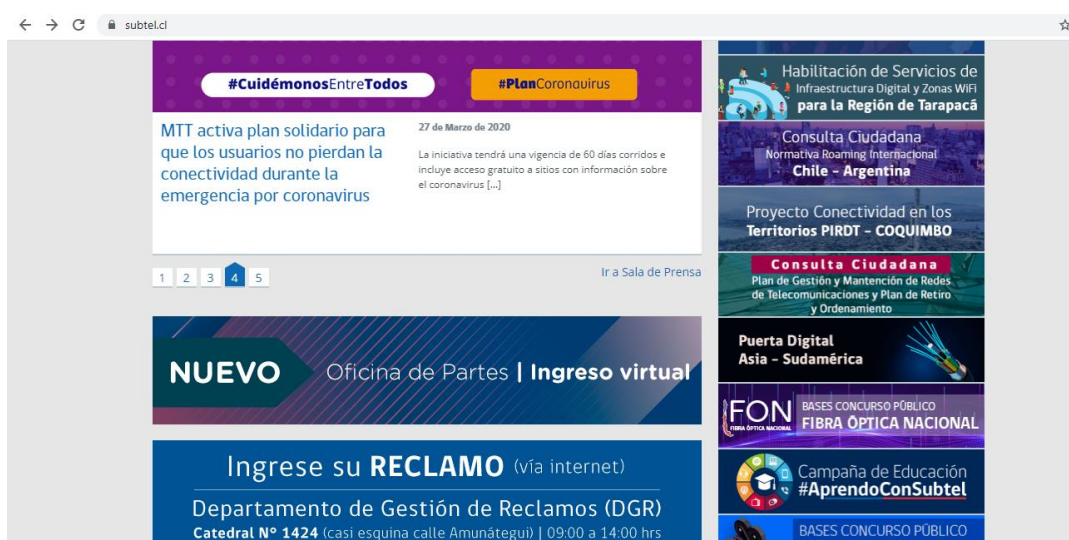 subtel.cl
#CuidémonosEntreTodos
#PlanCoronavirus
MTT activa plan solidario para
que los usuarios no pierdan la
conectividad durante la
emergencia por coronavirus
27 de Marzo de 2020
La iniciativa tendrá una vigencia de 60 días corridos e
incluye acceso gratuito a sitios con información sobre
el coronavirus [...]
1 2 3 4 5
Ir a Sala de Prensa
NUEVO
Oficina de Partes | Ingreso virtual
Ingrese su RECLAMO (vía internet)
Departamento de Gestión de Reclamos (DGR)
Catedral Nº 1424 (casi esquina calle Amunátegui) | 09:00 a 14:00 hrs
Habilitación de Servicios de
Infraestructura Digital y Zonas WiFi
para la Región de Tarapacá
Consulta Ciudadana
Normativa Roaming Internacional
Chile - Argentina
Proyecto Conectividad en los
Territorios PIRDT - COQUIMBO
Consulta Ciudadana
Plan de Gestión y Mantención de Redes
de Telecomunicaciones y Plan de Retiro
y Ordenamiento
Puerta Digital
Asia - Sudamérica
FON
FIBRA ÓPTICA NACIONAL
BASES CONCURSO PÚBLICO
FIBRA ÓPTICA NACIONAL
Campaña de Educación
#AprendoConSubtel
BASES CONCURSO PÚBLICO